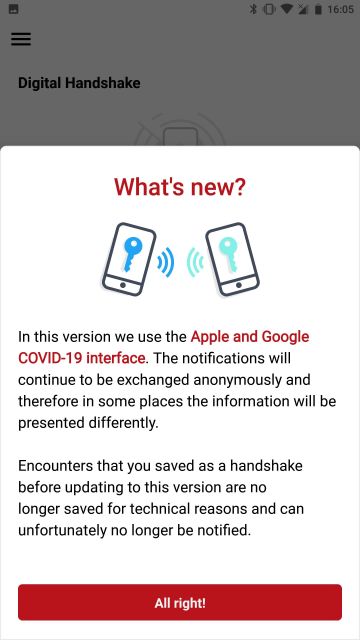 16:05
Digital Handshake
What's new?
In this version we use the Apple and Google
COVID-19 interface. The notifications will
continue to be exchanged anonymously and
therefore in some places the information will be
presented differently.
Encounters that you saved as a handshake
before updating to this version are no
longer saved for technical reasons and can
unfortunately no longer be notified.
All right!